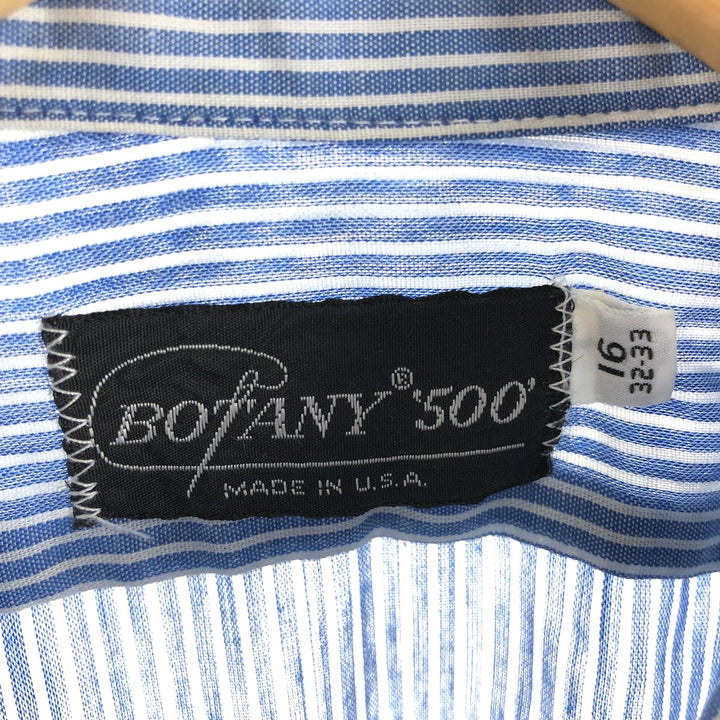 BOTANY® '500'
MADE IN U.S.A.
16
32-33